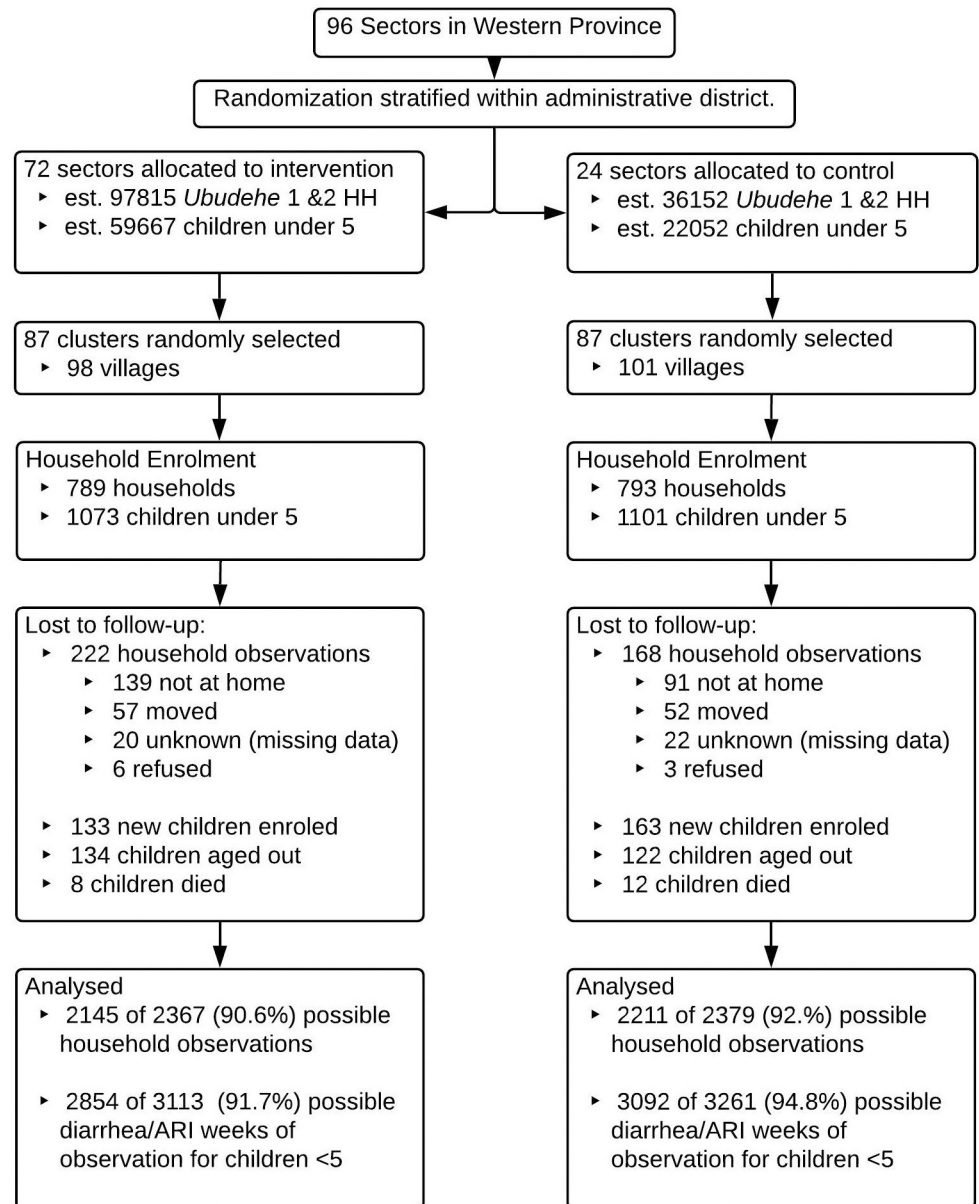 96 Sectors in Western Province
Randomization stratified within administrative district.
72 sectors allocated to intervention
‣ est. 97815 Ubudehe 1 &2 HH
‣ est. 59667 children under 5
24 sectors allocated to control
‣ est. 36152 Ubudehe 1 &2 HH
‣ est. 22052 children under 5
87 clusters randomly selected
‣ 98 villages
87 clusters randomly selected
‣ 101 villages
Household Enrolment
‣ 789 households
‣ 1073 children under 5
Household Enrolment
‣ 793 households
‣ 1101 children under 5
Lost to follow-up:
‣ 222 household observations
‣ 139 not at home
‣ 57 moved
‣ 20 unknown (missing data)
‣ 6 refused
‣ 133 new children enroled
‣ 134 children aged out
‣ 8 children died
Lost to follow-up:
‣ 168 household observations
‣ 91 not at home
‣ 52 moved
‣ 22 unknown (missing data)
‣ 3 refused
‣ 163 new children enroled
‣ 122 children aged out
‣ 12 children died
Analysed
‣ 2145 of 2367 (90.6%) possible
household observations
‣ 2854 of 3113 (91.7%) possible
diarrhea/ARI weeks of
observation for children <5
Analysed
‣ 2211 of 2379 (92.%) possible
household observations
‣ 3092 of 3261 (94.8%) possible
diarrhea/ARI weeks of
observation for children <5